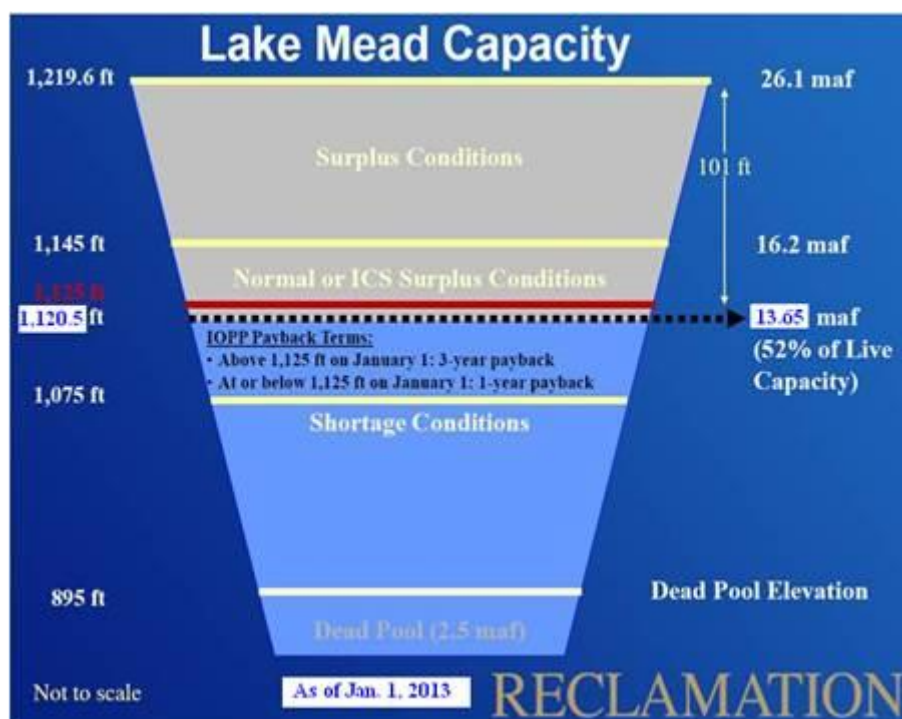 Lake Mead Capacity
1,219.6 ft
26.1 maf
Surplus Conditions
101 ft
1,145 ft
16.2 maf
Normal or ICS Surplus Conditions
1,125 ft
1,120.5 ft
13.65 maf
(52% of Live
Capacity)
IOPP Payback Terms:
• Above 1,125 ft on January 1: 3-year payback
• At or below 1,125 ft on January 1: 1-year payback
1,075 ft
Shortage Conditions
895 ft
Dead Pool Elevation
Dead Pool (2.5 maf)
Not to scale
As of Jan. 1, 2013
RECLAMATION